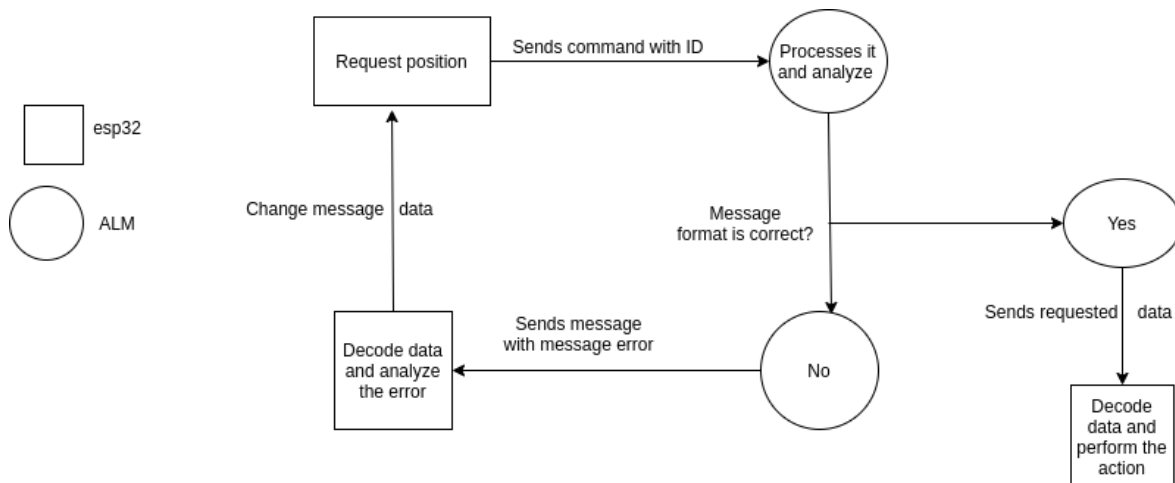 Request position
Sends command with ID
Processes it
and analyze
esp32
ALM
Change message data
Message
format is correct?
Yes
Sends requested data
Sends message
with message error
Decode data
and analyze
the error
No
Decode
data and
perform the
action